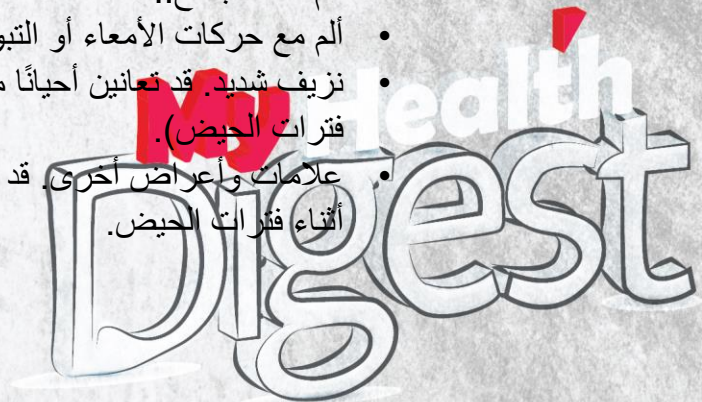 • ألم مع حركات الأمعاء أو
• نزيف شديد. قد تعانين أحيانًا
فترات الحيض).
• علامات وأعراض أخرى. قد
أثناء فترات الحيض.
My Health
Digest